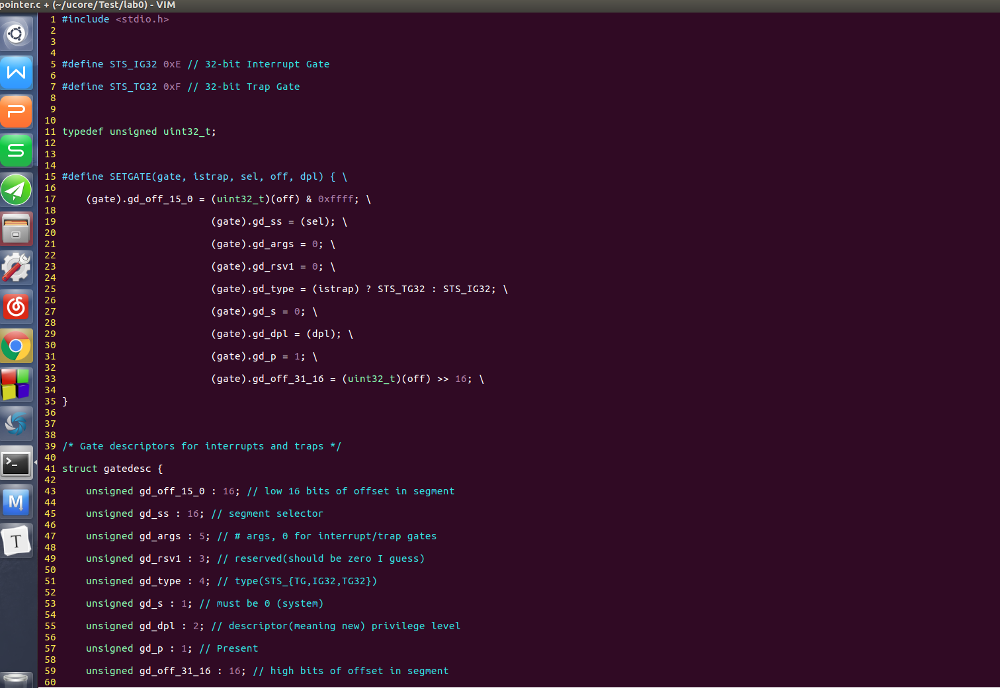 pointer.c + (~/ucore/Test/lab0) - VIM
1 #include <stdio.h>
2
3
4
5 #define STS_IG32 0xE // 32-bit Interrupt Gate
6
7 #define STS_TG32 0xF // 32-bit Trap Gate
8
9
10
11 typedef unsigned uint32_t;
12
13
14
15 #define SETGATE(gate, istrap, sel, off, dpl) { \
16
17     (gate).gd_off_15_0 = (uint32_t)(off) & 0xffff; \
18
19                          (gate).gd_ss = (sel); \
20
21                          (gate).gd_args = 0; \
22
23                          (gate).gd_rsv1 = 0; \
24
25                          (gate).gd_type = (istrap) ? STS_TG32 : STS_IG32; \
26
27                          (gate).gd_s = 0; \
28
29                          (gate).gd_dpl = (dpl); \
30
31                          (gate).gd_p = 1; \
32
33                          (gate).gd_off_31_16 = (uint32_t)(off) >> 16; \
34
35 }
36
37
38
39 /* Gate descriptors for interrupts and traps */
40
41 struct gatedesc {
42
43     unsigned gd_off_15_0 : 16; // low 16 bits of offset in segment
44
45     unsigned gd_ss : 16; // segment selector
46
47     unsigned gd_args : 5; // # args, 0 for interrupt/trap gates
48
49     unsigned gd_rsv1 : 3; // reserved(should be zero I guess)
50
51     unsigned gd_type : 4; // type(STS_{TG,IG32,TG32})
52
53     unsigned gd_s : 1; // must be 0 (system)
54
55     unsigned gd_dpl : 2; // descriptor(meaning new) privilege level
56
57     unsigned gd_p : 1; // Present
58
59     unsigned gd_off_31_16 : 16; // high bits of offset in segment
60